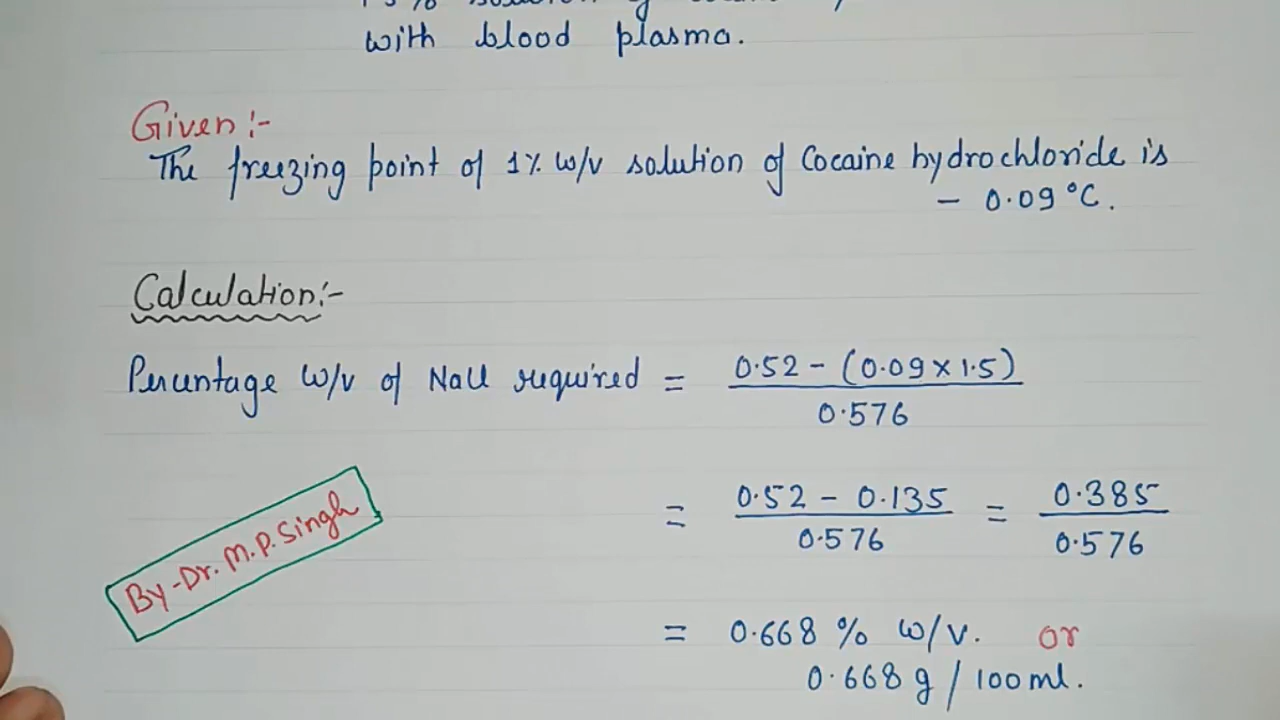 with blood plasma.
Given:-
The freezing point of 1% w/v solution of Cocaine hydrochloride is
- 0.09 °C.
Calculation:-
Percentage w/v of NaCl required = 0.52 - (0.09 x 1.5) / 0.576
= 0.52 - 0.135 / 0.576 = 0.385 / 0.576
By-Dr. M.P. Singh
= 0.668 % w/v. or
0.668 g / 100 ml.